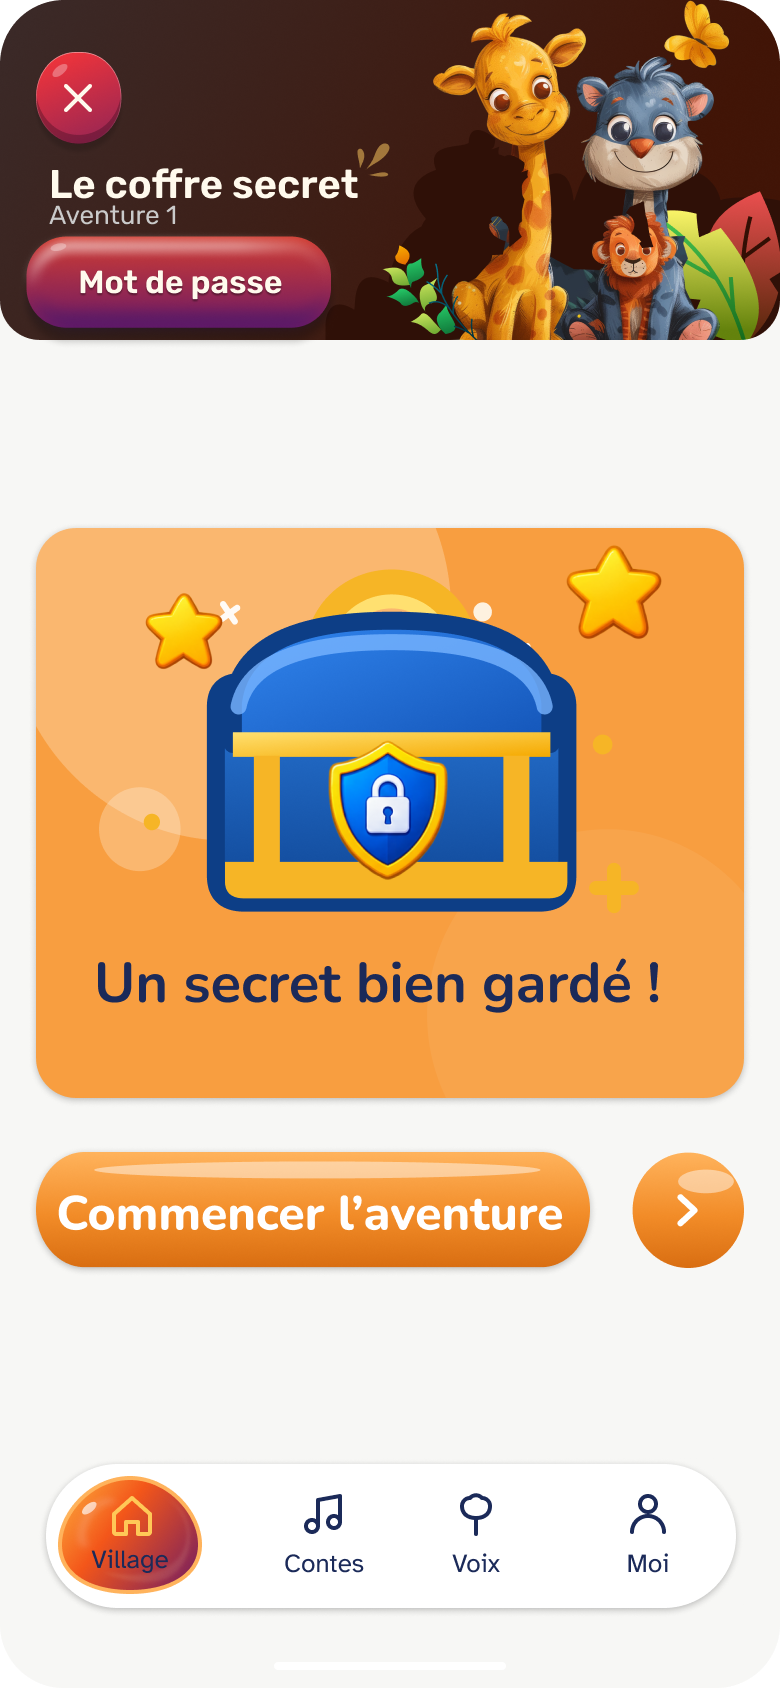 Le coffre secret
Aventure 1
Mot de passe
Un secret bien gardé !
Commencer l’aventure
Village
Contes
Voix
Moi